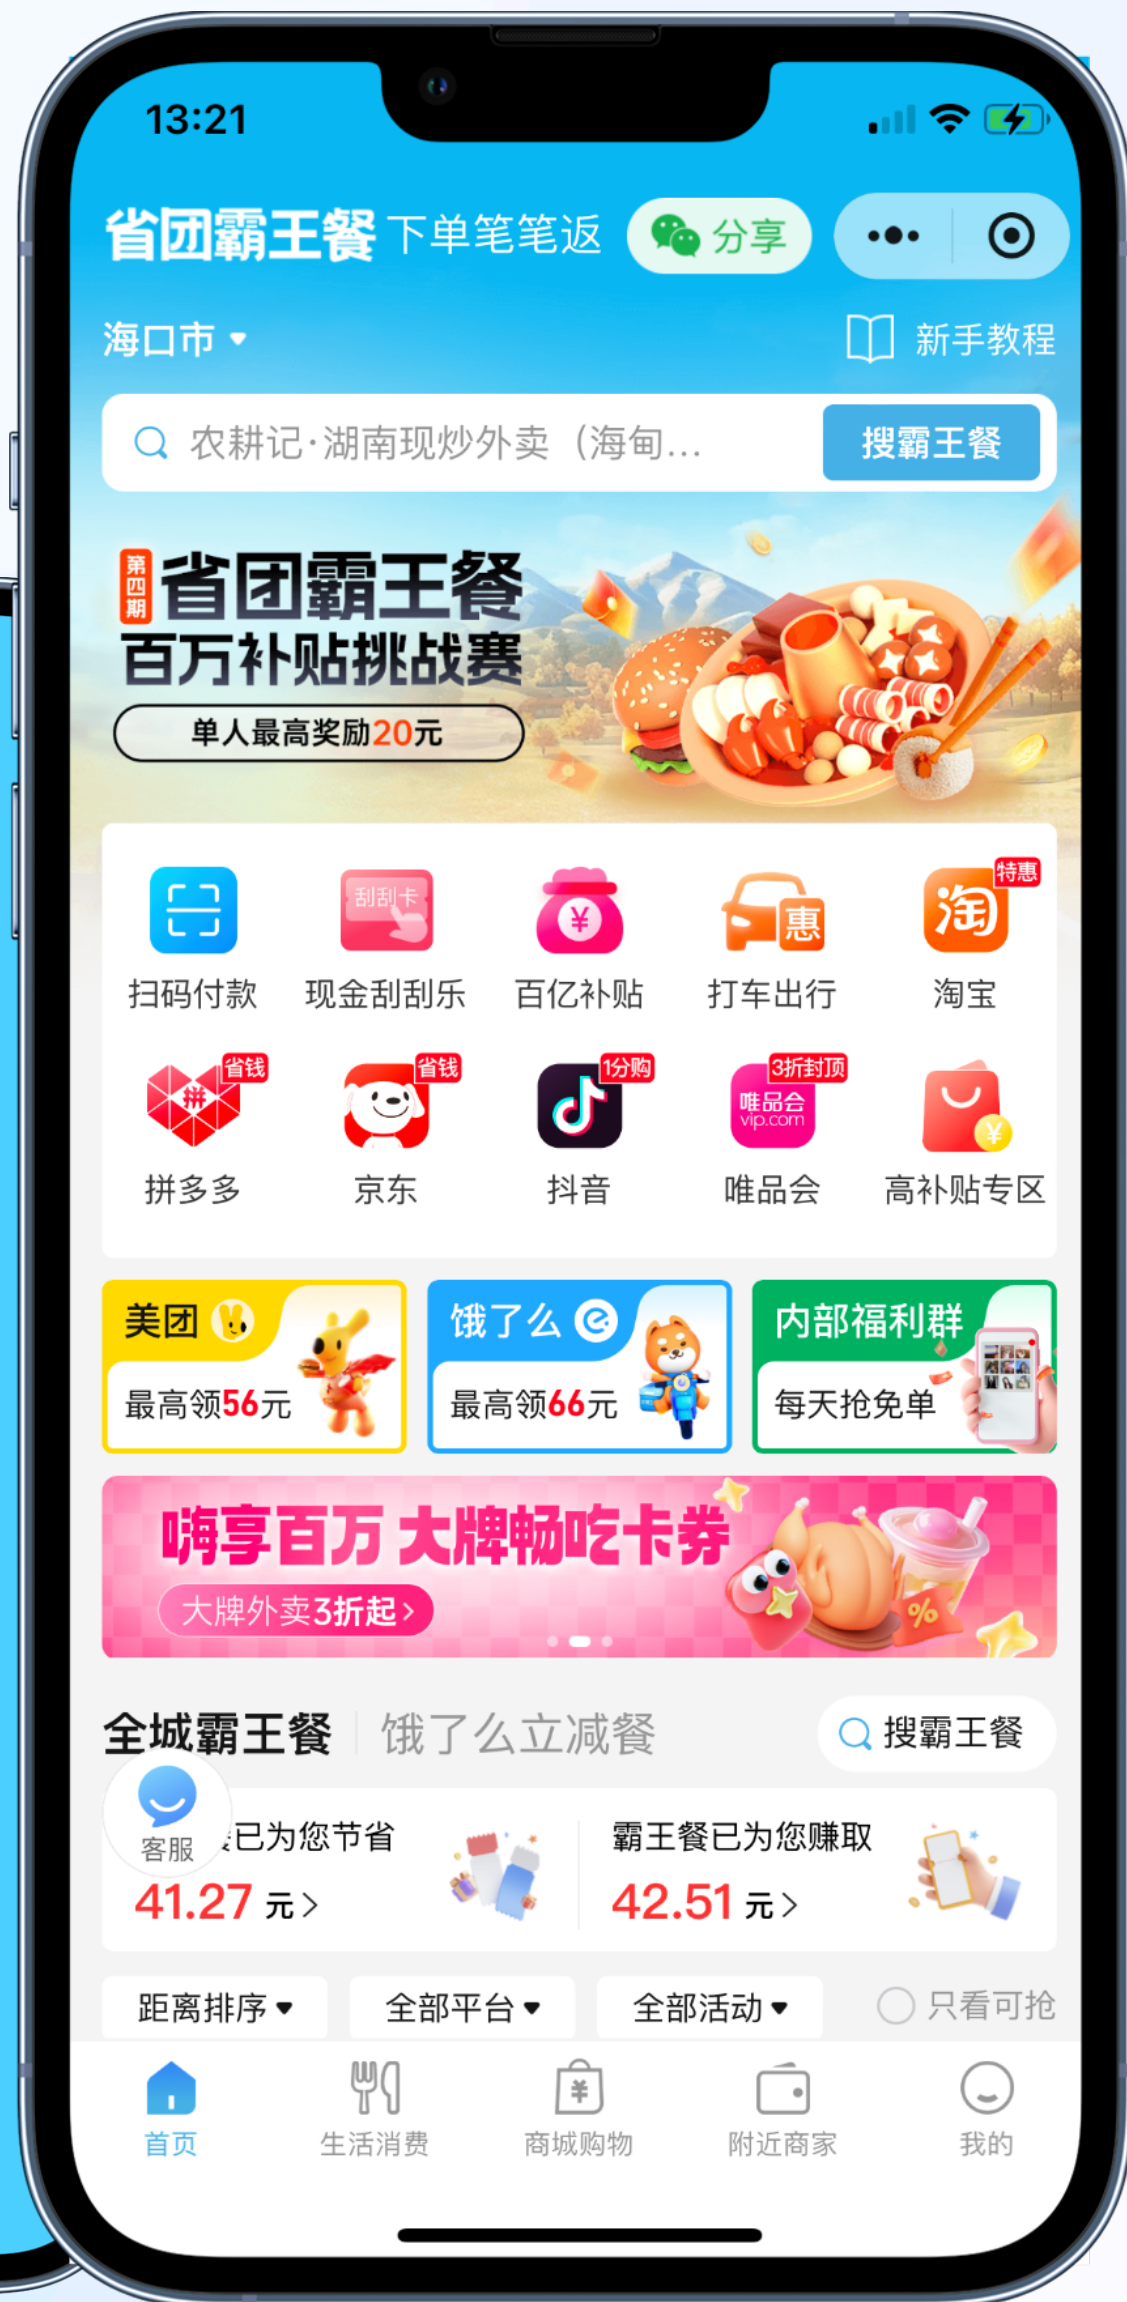 13:21
省团霸王餐 下单笔笔返 分享
海口市 新手教程
农耕记·湖南现炒外卖（海甸... 搜霸王餐
第四期 省团霸王餐
百万补贴挑战赛
单人最高奖励20元
刮刮卡 ¥ 惠 淘 特惠
扫码付款 现金刮刮乐 百亿补贴 打车出行 淘宝
拼 省钱 省钱 1分购 3折封顶 唯品会 vip.com ¥
拼多多 京东 抖音 唯品会 高补贴专区
美团 饿了么 内部福利群
最高领56元 最高领66元 每天抢免单
嗨享百万 大牌畅吃卡券
大牌外卖3折起>
%
全城霸王餐 饿了么立减餐 搜霸王餐
客服
已为您节省 霸王餐已为您赚取
41.27 元> 42.51 元>
距离排序 全部平台 全部活动 只看可抢
¥
首页 生活消费 商城购物 附近商家 我的